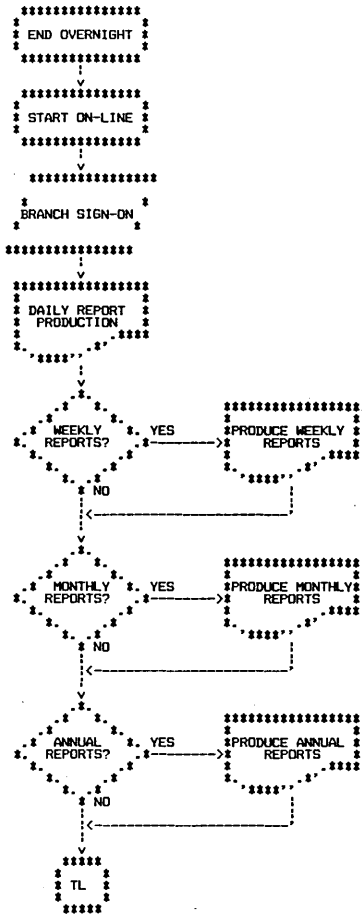 END OVERNIGHT
START ON-LINE
BRANCH SIGN-ON
DAILY REPORT
PRODUCTION
WEEKLY
REPORTS?
YES
PRODUCE WEEKLY
REPORTS
NO
MONTHLY
REPORTS?
YES
PRODUCE MONTHLY
REPORTS
NO
ANNUAL
REPORTS?
YES
PRODUCE ANNUAL
REPORTS
NO
TL